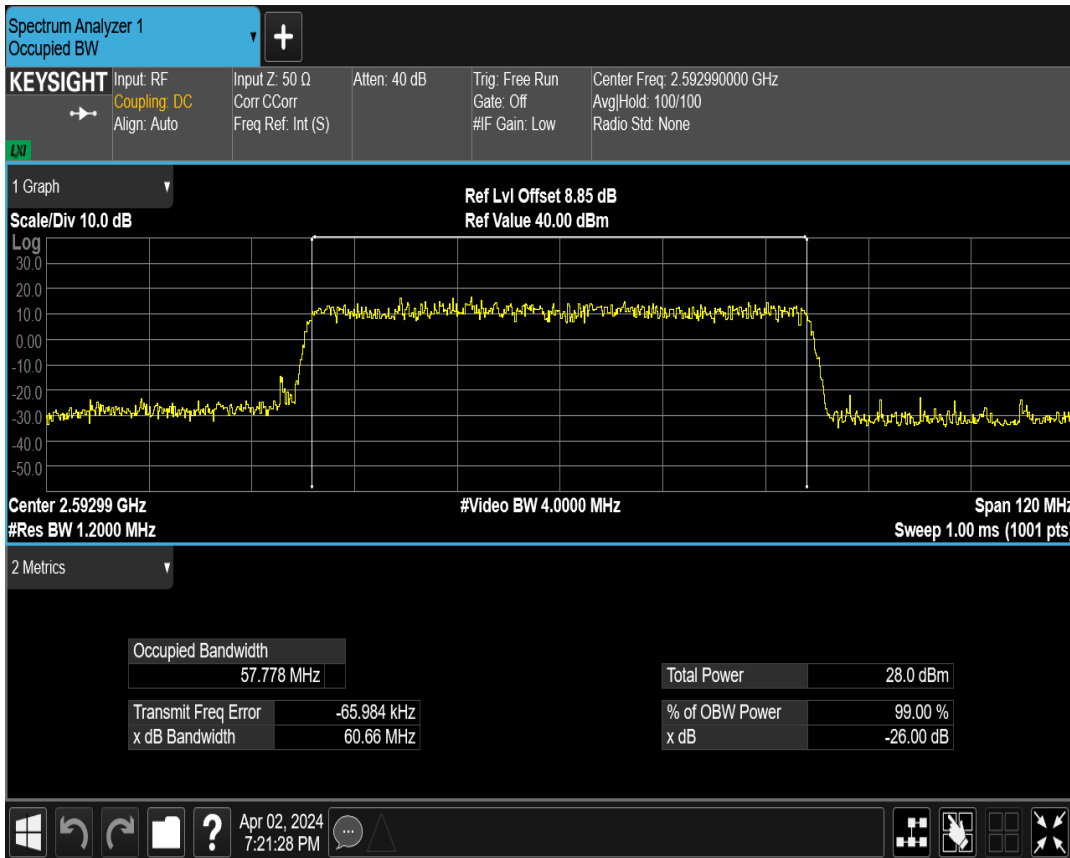 Spectrum Analyzer 1
Occupied BW
+
KEYSIGHT
LXI
Input: RF
Coupling: DC
Align: Auto
Input Z: 50 Ω
Corr CCorr
Freq Ref: Int (S)
Atten: 40 dB
Trig: Free Run
Gate: Off
#IF Gain: Low
Center Freq: 2.592990000 GHz
Avg|Hold: 100/100
Radio Std: None
1 Graph
Scale/Div 10.0 dB
Ref Lvl Offset 8.85 dB
Ref Value 40.00 dBm
Log
30.0
20.0
10.0
0.00
-10.0
-20.0
-30.0
-40.0
-50.0
Center 2.59299 GHz
#Video BW 4.0000 MHz
Span 120 MHz
#Res BW 1.2000 MHz
Sweep 1.00 ms (1001 pts)
2 Metrics
Occupied Bandwidth
57.778 MHz
Total Power 28.0 dBm
Transmit Freq Error -65.984 kHz
% of OBW Power 99.00 %
x dB Bandwidth 60.66 MHz
x dB -26.00 dB
?
Apr 02, 2024
7:21:28 PM